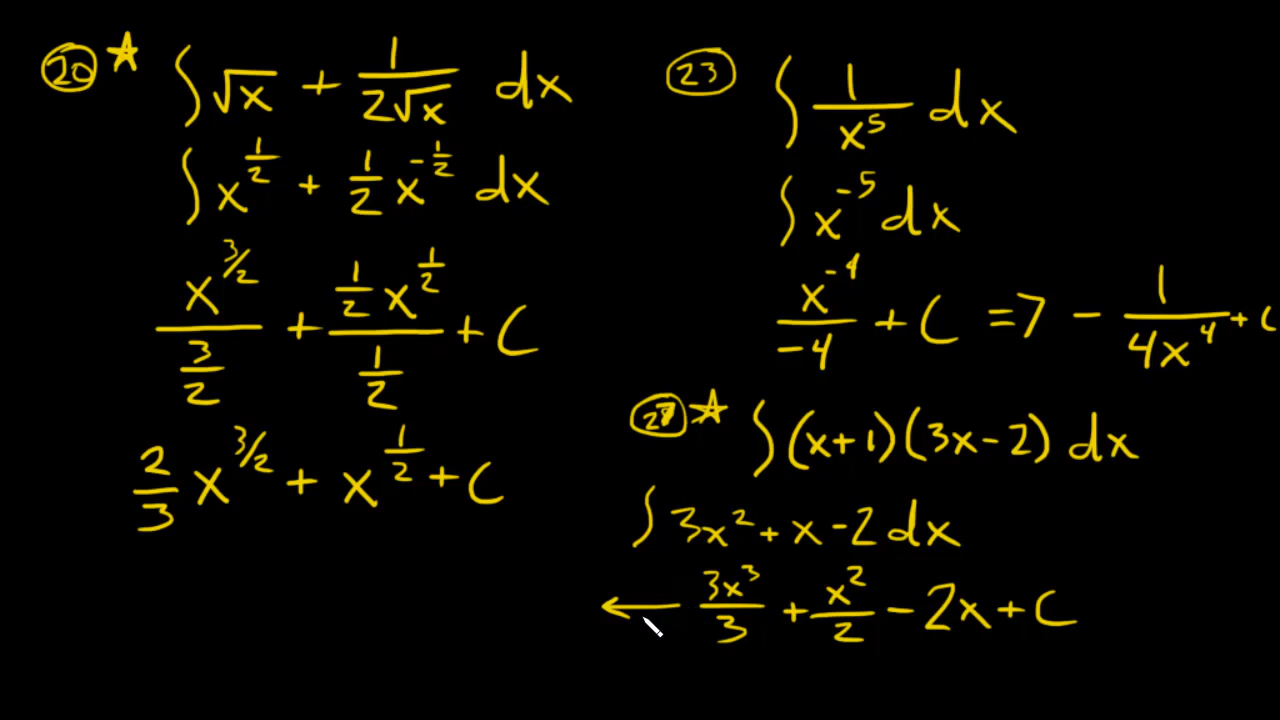 20 ☆ ∫ √x + 1/(2√x) dx
∫ x^(1/2) + 1/2 x^(-1/2) dx
x^(3/2)/(3/2) + (1/2 x^(1/2))/(1/2) + C
2/3 x^(3/2) + x^(1/2) + C
23 ∫ 1/x^5 dx
∫ x^-5 dx
x^-4/-4 + C =7 - 1/(4x^4) + C
27 ☆ ∫ (x+1)(3x-2) dx
∫ 3x^2 + x - 2 dx
← 3x^3/3 + x^2/2 - 2x + C